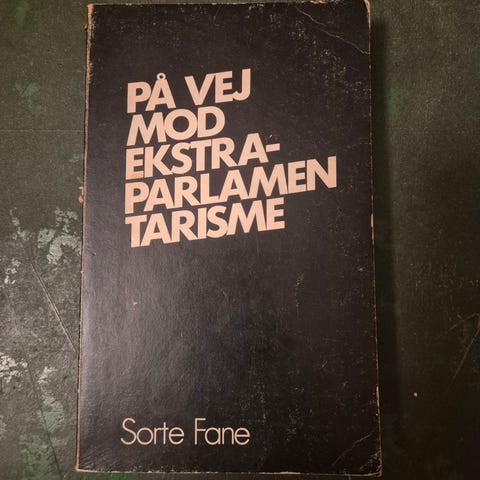 PÅ VEJ
MOD
EKSTRA-
PARLAMEN
TARISME
Sorte Fane